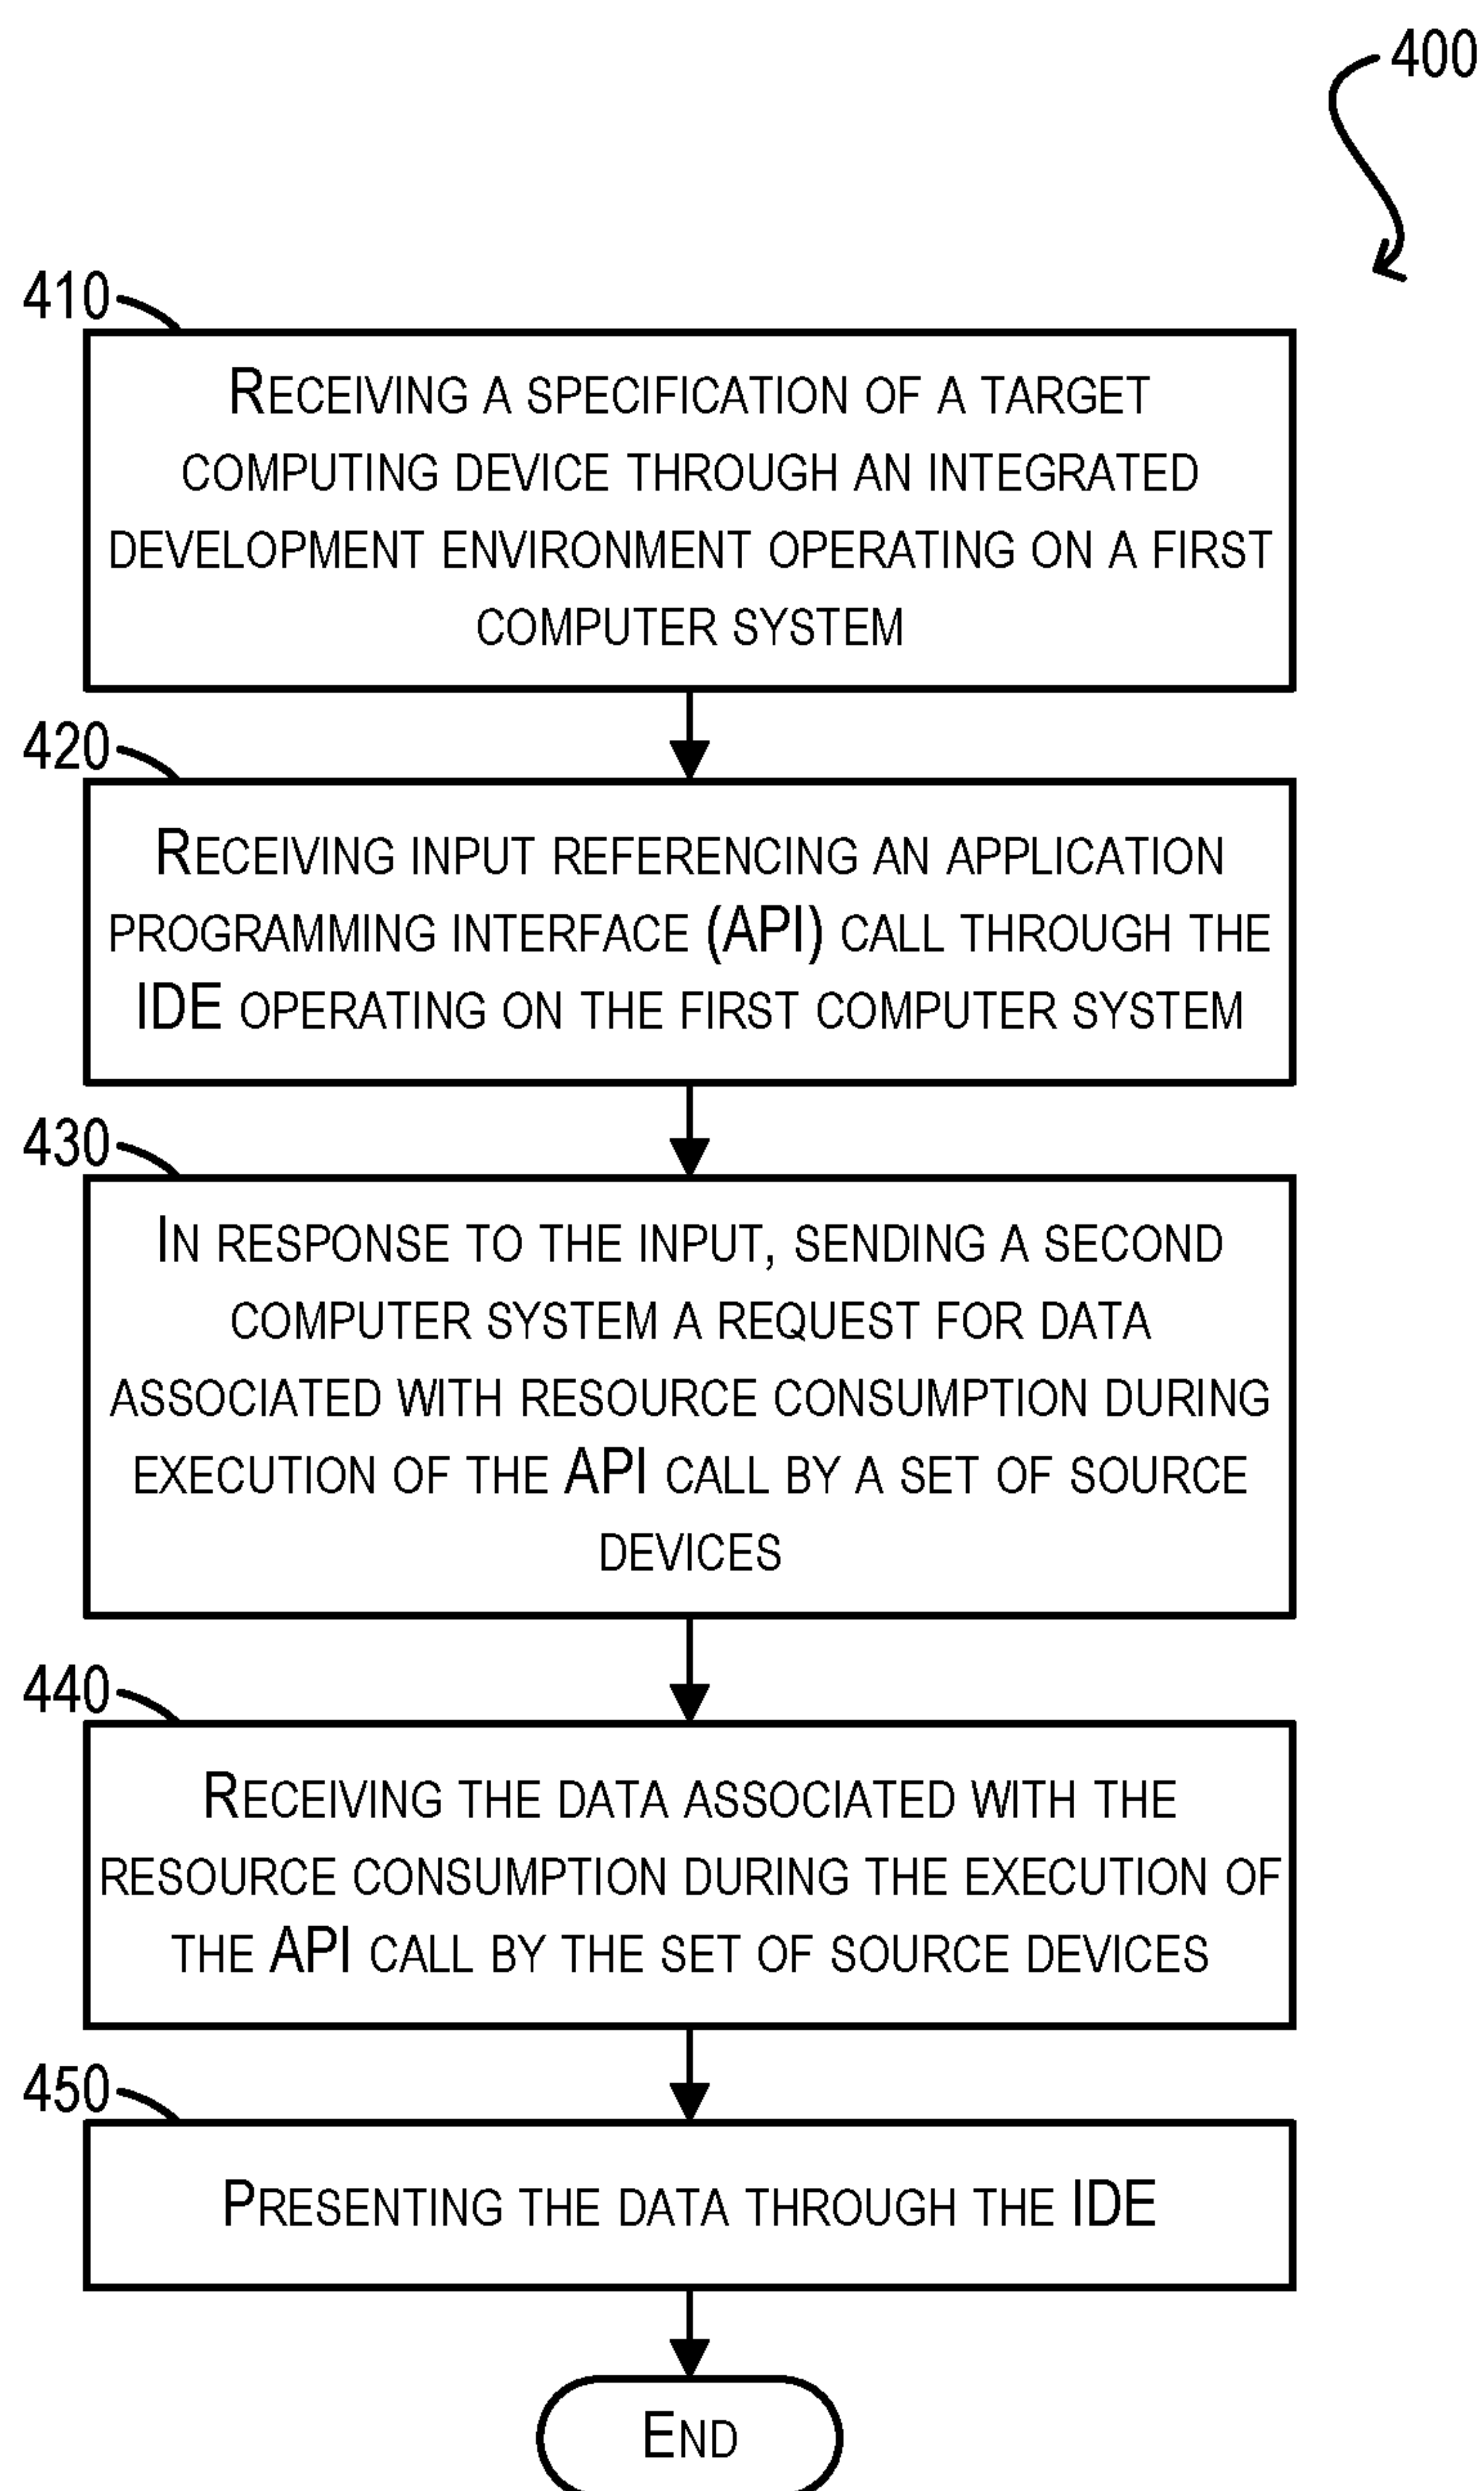 400
410
RECEIVING A SPECIFICATION OF A TARGET
COMPUTING DEVICE THROUGH AN INTEGRATED
DEVELOPMENT ENVIRONMENT OPERATING ON A FIRST
COMPUTER SYSTEM
420
RECEIVING INPUT REFERENCING AN APPLICATION
PROGRAMMING INTERFACE (API) CALL THROUGH THE
IDE OPERATING ON THE FIRST COMPUTER SYSTEM
430
IN RESPONSE TO THE INPUT, SENDING A SECOND
COMPUTER SYSTEM A REQUEST FOR DATA
ASSOCIATED WITH RESOURCE CONSUMPTION DURING
EXECUTION OF THE API CALL BY A SET OF SOURCE
DEVICES
440
RECEIVING THE DATA ASSOCIATED WITH THE
RESOURCE CONSUMPTION DURING THE EXECUTION OF
THE API CALL BY THE SET OF SOURCE DEVICES
450
PRESENTING THE DATA THROUGH THE IDE
END